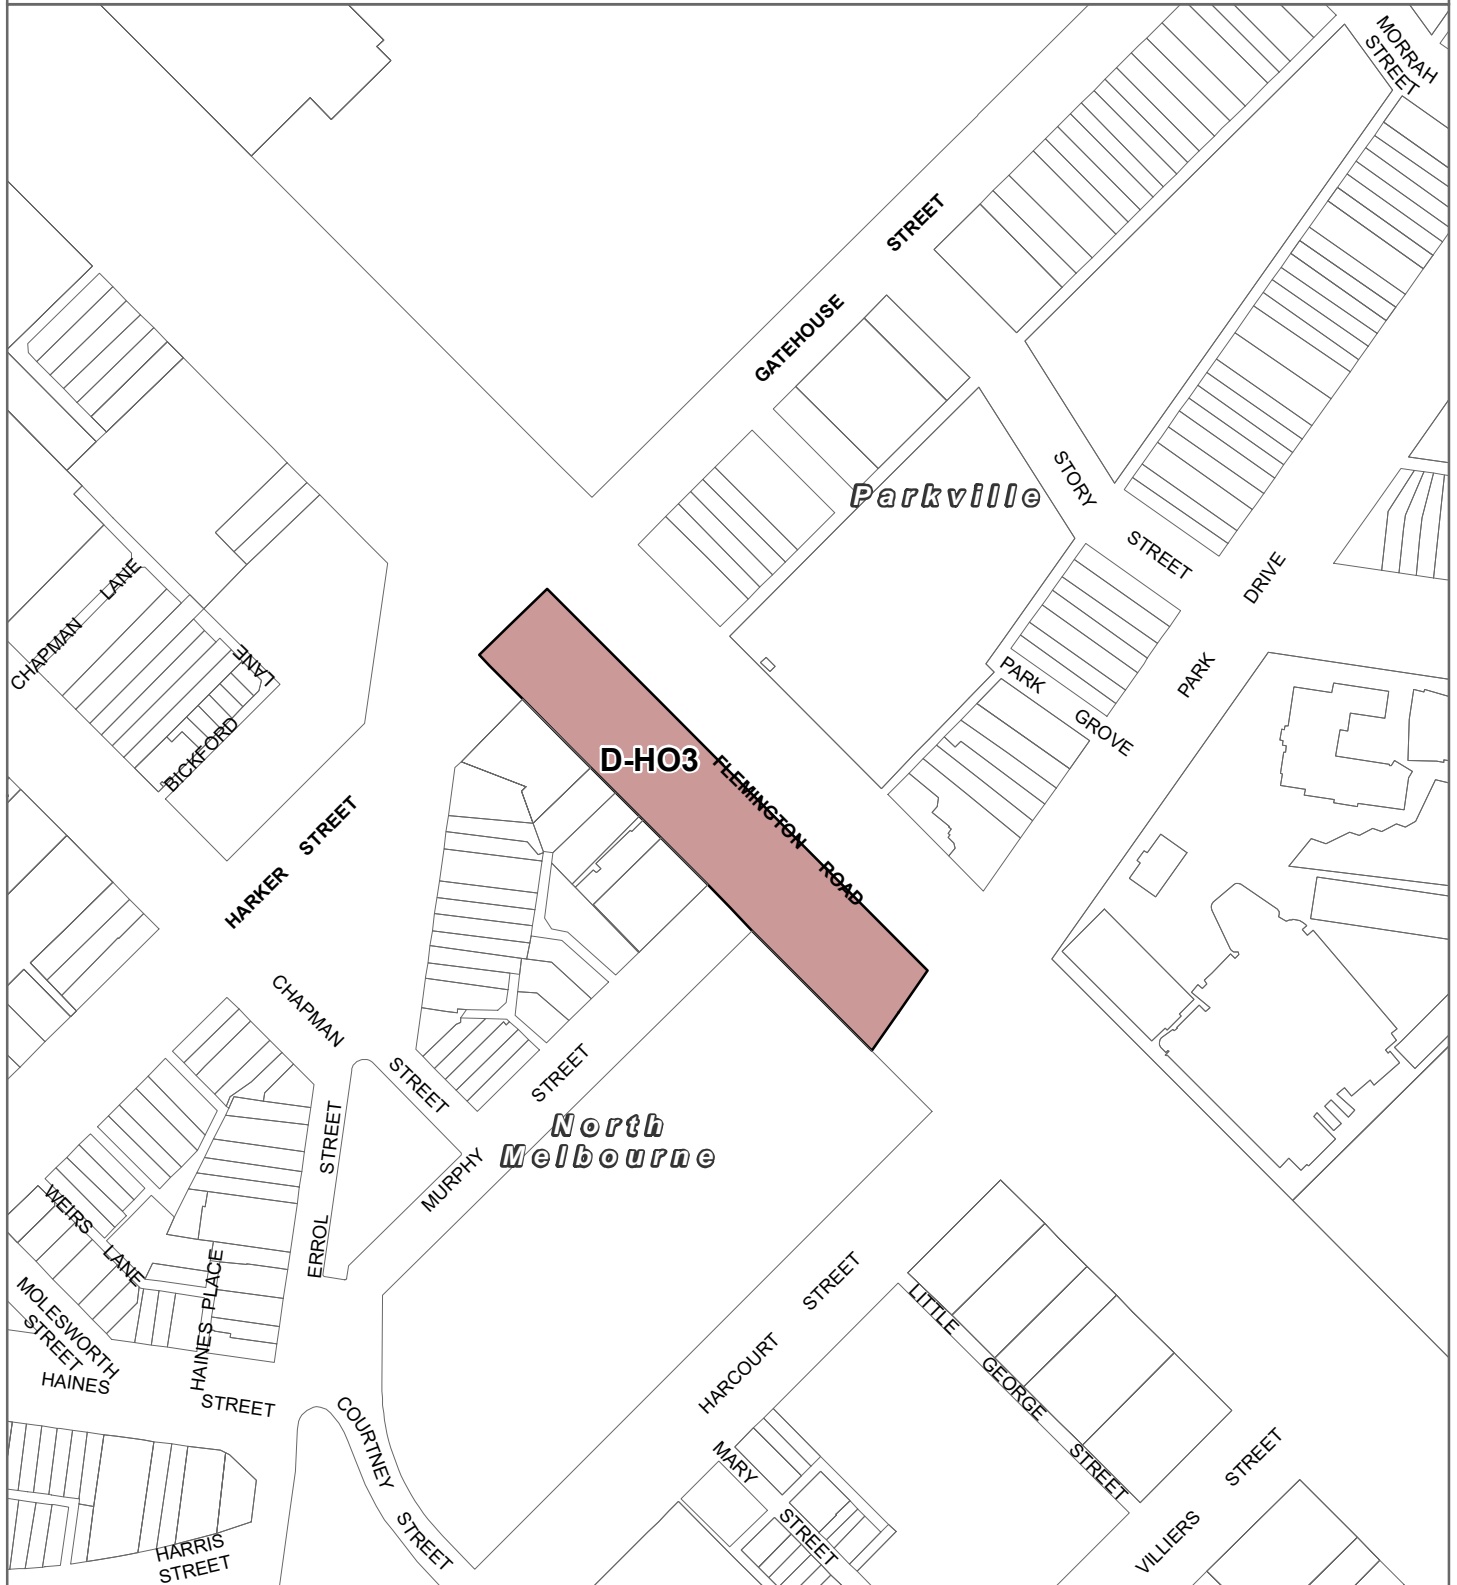 MORRAH
STREET
STREET
GATEHOUSE
Parkville
STORY
STREET
DRIVE
PARK
PARK
GROVE
LANE
CHAPMAN
LANE
BICKFORD
D-HO3
FLEMINGTON
ROAD
STREET
HARKER
CHAPMAN
STREET
STREET
MURPHY
North
Melbourne
STREET
ERROL
WEIRS
LANE
HAINES PLACE
MOLESWORTH
STREET
HAINES
STREET
STREET
HARCOURT
LITTLE
GEORGE
STREET
COURTNEY
STREET
MARY
STREET
STREET
VILLIERS
HARRIS
STREET